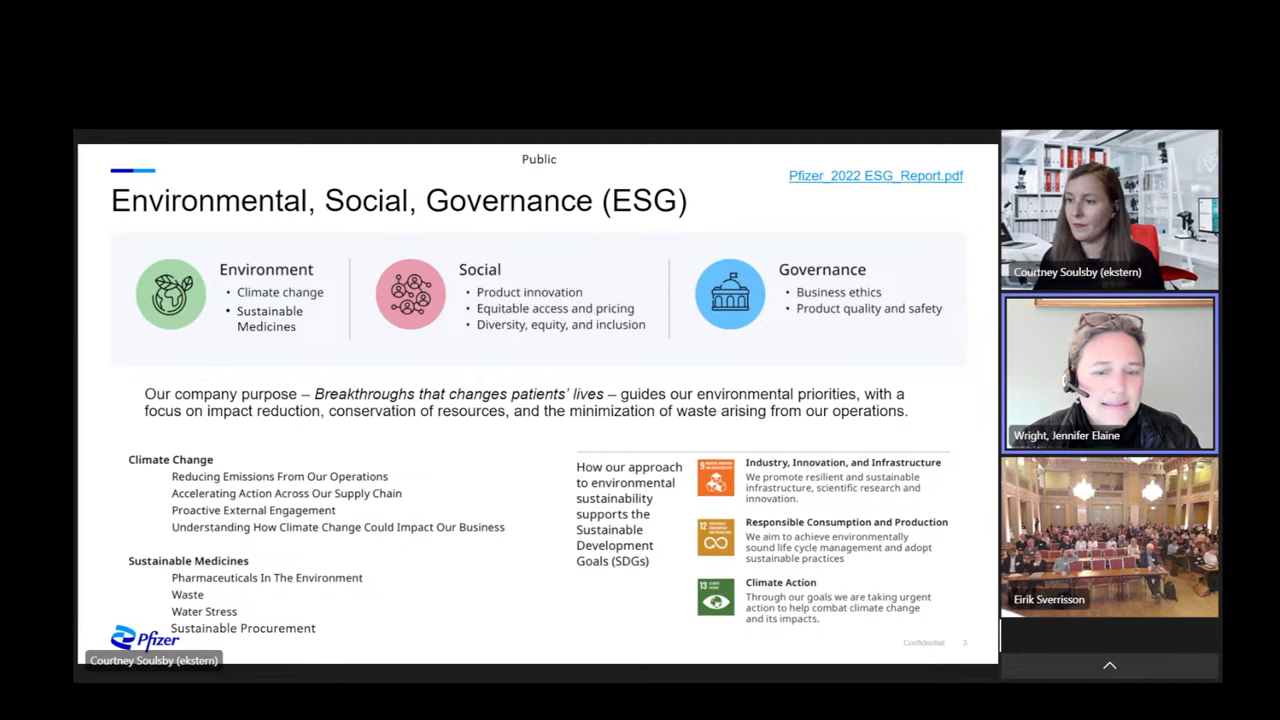 Public
Pfizer_2022 ESG_Report.pdf
Environmental, Social, Governance (ESG)
Environment
• Climate change
• Sustainable
Medicines
Social
• Product innovation
• Equitable access and pricing
• Diversity, equity, and inclusion
Governance
• Business ethics
• Product quality and safety
Our company purpose – Breakthroughs that changes patients’ lives – guides our environmental priorities, with a
focus on impact reduction, conservation of resources, and the minimization of waste arising from our operations.
Climate Change
Reducing Emissions From Our Operations
Accelerating Action Across Our Supply Chain
Proactive External Engagement
Understanding How Climate Change Could Impact Our Business
Sustainable Medicines
Pharmaceuticals In The Environment
Waste
Water Stress
Sustainable Procurement
How our approach
to environmental
sustainability
supports the
Sustainable
Development
Goals (SDGs)
9
Industry, Innovation, and Infrastructure
We promote resilient and sustainable
infrastructure, scientific research and
innovation.
12
Responsible Consumption and Production
We aim to achieve environmentally
sound life cycle management and adopt
sustainable practices
13
Climate Action
Through our goals we are taking urgent
action to help combat climate change
and its impacts.
Pfizer
Confidential
3
Courtney Soulsby (ekstern)
Courtney Soulsby (ekstern)
Wright, Jennifer Elaine
Eirik Sverrisson